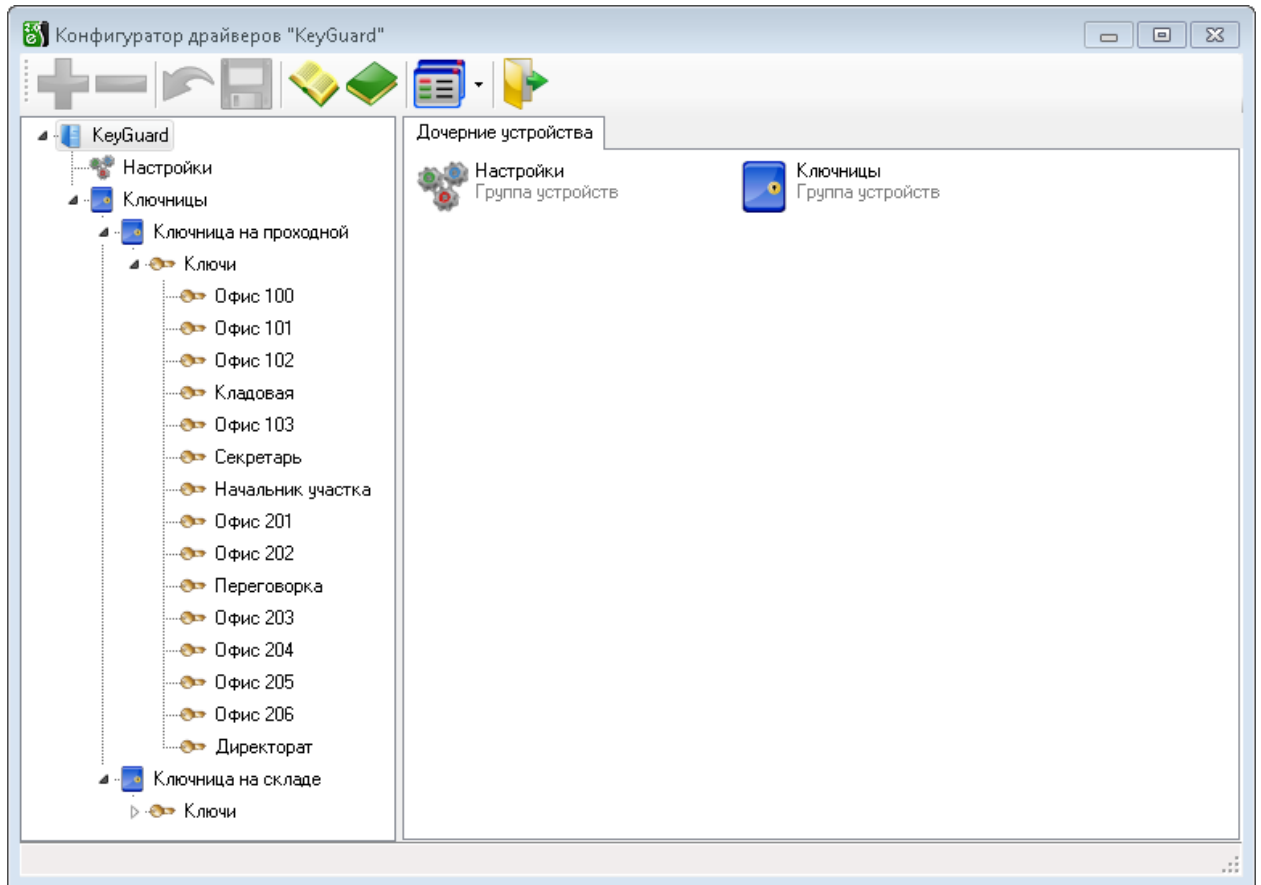 Конфигуратор драйверов "KeyGuard"
KeyGuard
Настройки
Ключницы
Ключница на проходной
Ключи
Офис 100
Офис 101
Офис 102
Кладовая
Офис 103
Секретарь
Начальник участка
Офис 201
Офис 202
Переговорка
Офис 203
Офис 204
Офис 205
Офис 206
Директорат
Ключница на складе
Ключи
Дочерние устройства
Настройки
Группа устройств
Ключницы
Группа устройств